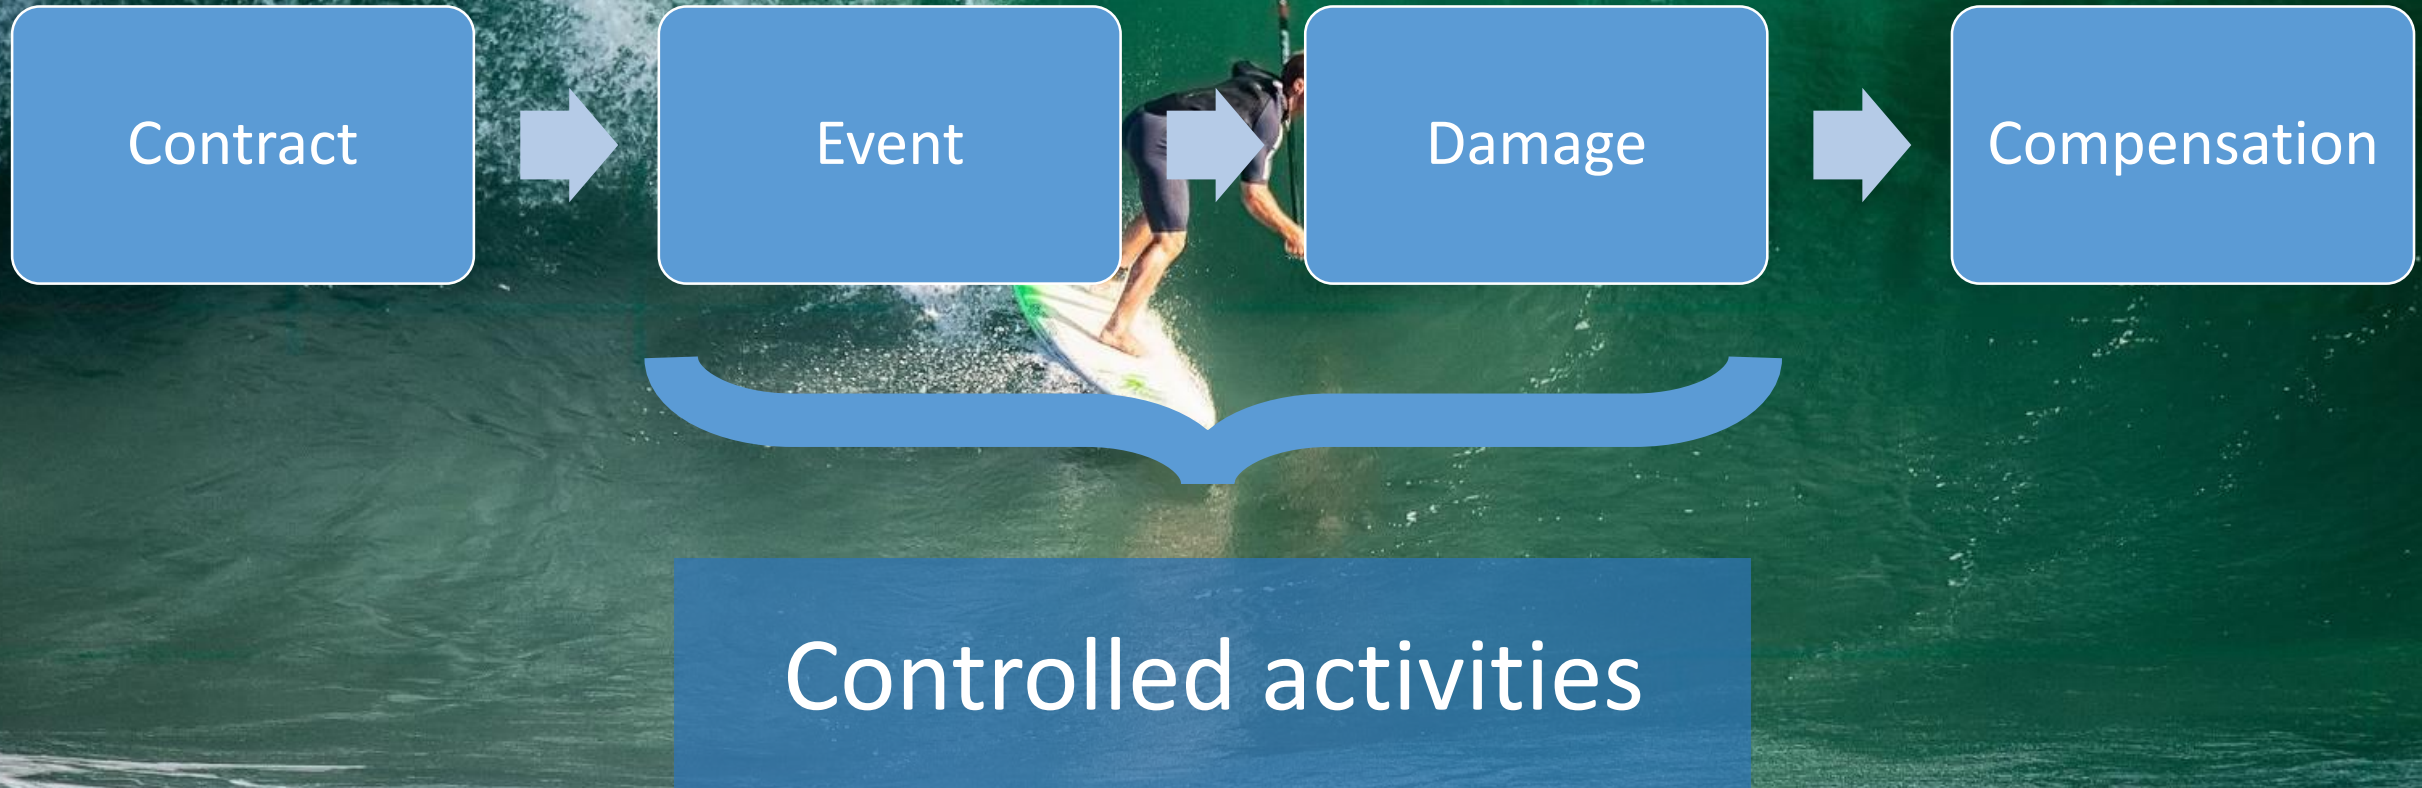 Contract
Event
Damage
Compensation
Controlled activities